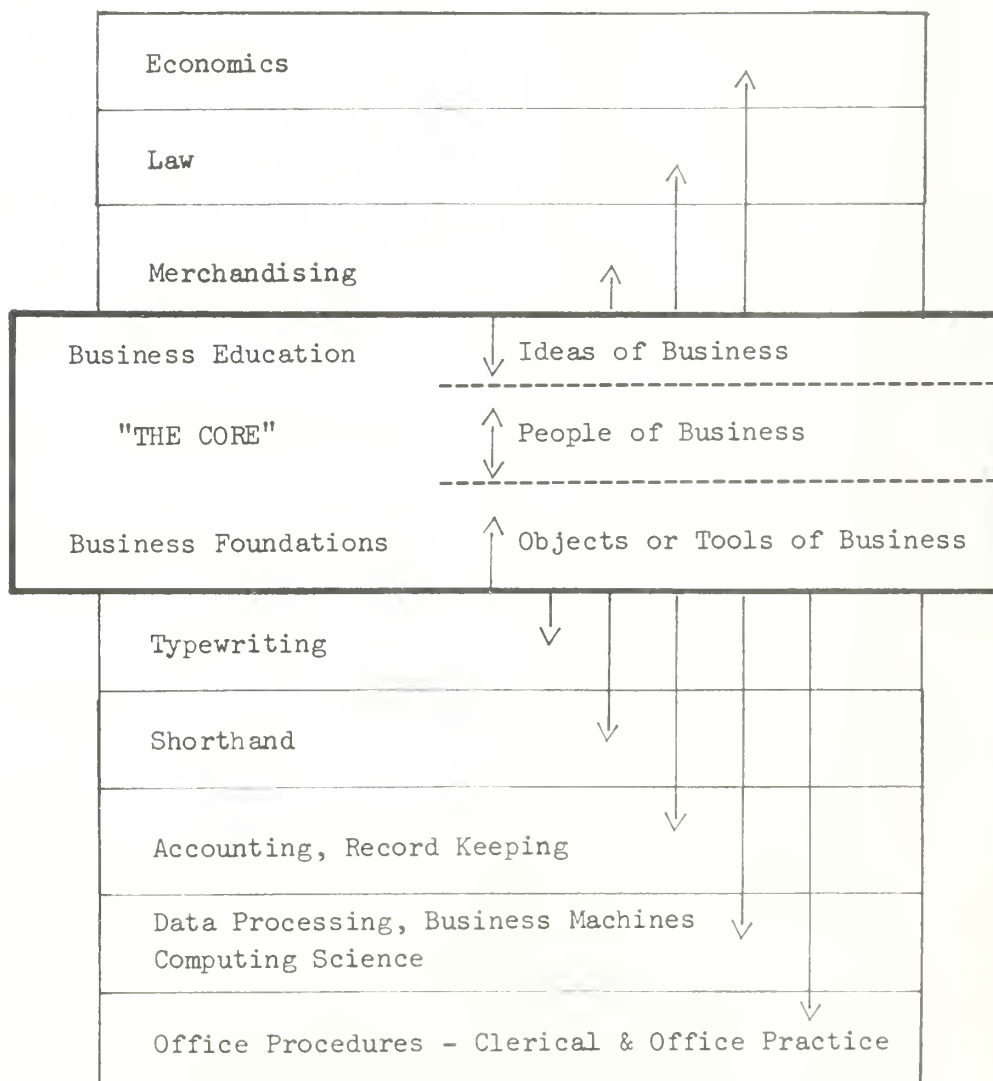 Economics
Law
Merchandising
Business Education
Ideas of Business
"THE CORE"
People of Business
Business Foundations
Objects or Tools of Business
Typewriting
Shorthand
Accounting, Record Keeping
Data Processing, Business Machines
Computing Science
Office Procedures - Clerical & Office Practice